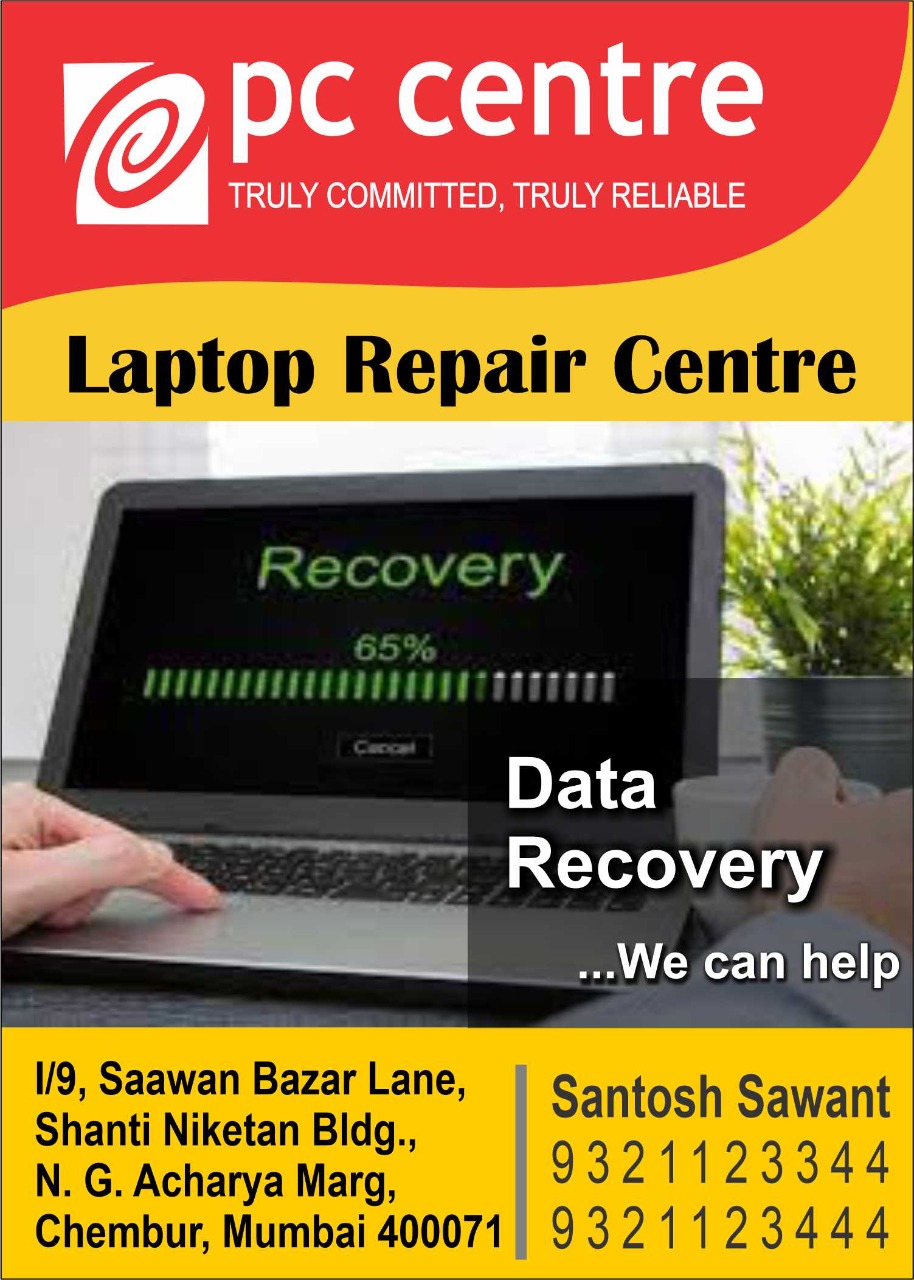 pc centre
TRULY COMMITTED, TRULY RELIABLE
Laptop Repair Centre
Recovery
65%
Cancel
Data
Recovery
...We can help
I/9, Saawan Bazar Lane,
Shanti Niketan Bldg.,
N. G. Acharya Marg,
Chembur, Mumbai 400071
Santosh Sawant
9321123344
9321123444